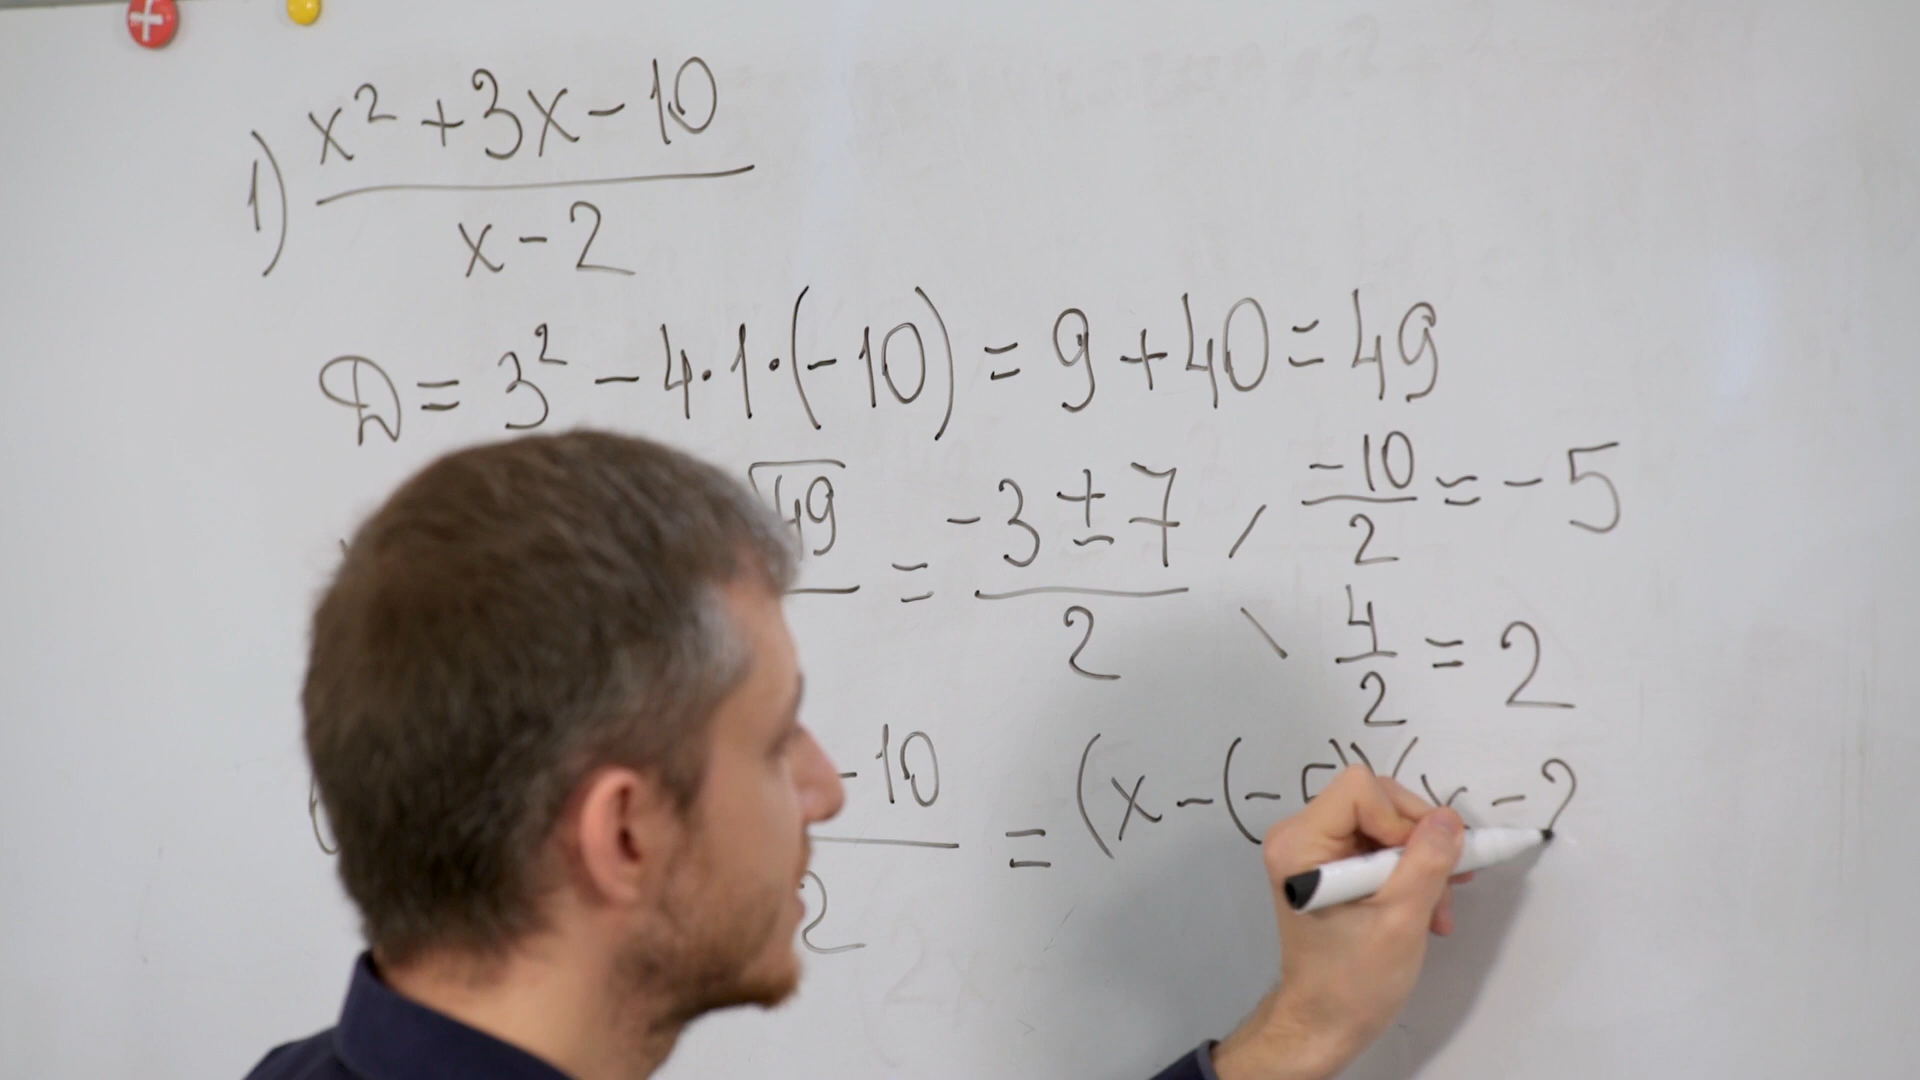 1) x² + 3x - 10
x - 2
D = 3² - 4·1·(-10) = 9 + 40 = 49
√49 = -3 ± 7 / 2
-10/2 = -5
4/2 = 2
- 10 = (x-(-5))(x-2
2